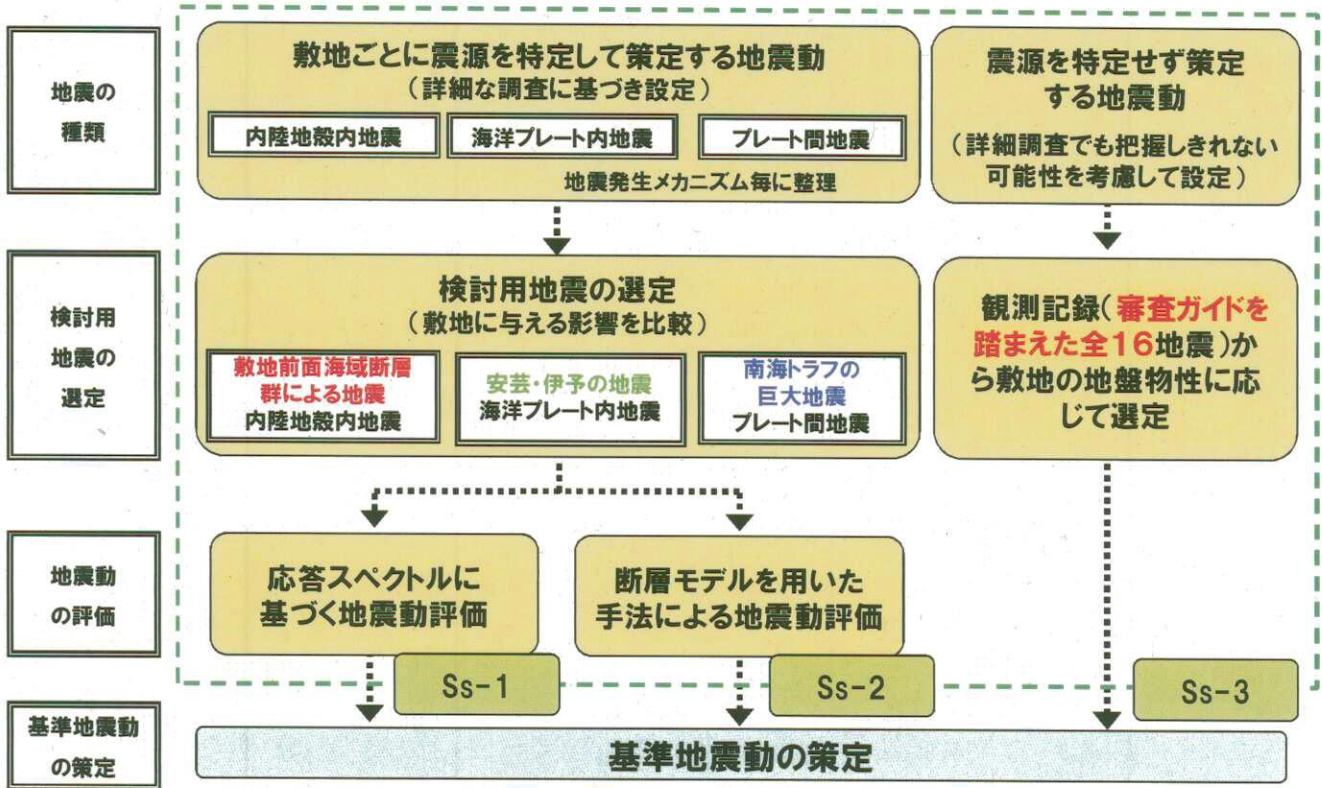 地震の
種類
敷地ごとに震源を特定して策定する地震動
（詳細な調査に基づき設定）
内陸地殻内地震
海洋プレート内地震
プレート間地震
地震発生メカニズム毎に整理
震源を特定せず策定
する地震動
（詳細調査でも把握しきれない
可能性を考慮して設定）
検討用
地震の
選定
検討用地震の選定
（敷地に与える影響を比較）
敷地前面海域断層
群による地震
内陸地殻内地震
安芸・伊予の地震
海洋プレート内地震
南海トラフの
巨大地震
プレート間地震
観測記録（審査ガイドを
踏まえた全16地震）か
ら敷地の地盤物性に応
じて選定
地震動
の評価
応答スペクトルに
基づく地震動評価
断層モデルを用いた
手法による地震動評価
Ss-1
Ss-2
Ss-3
基準地震動
の策定
基準地震動の策定